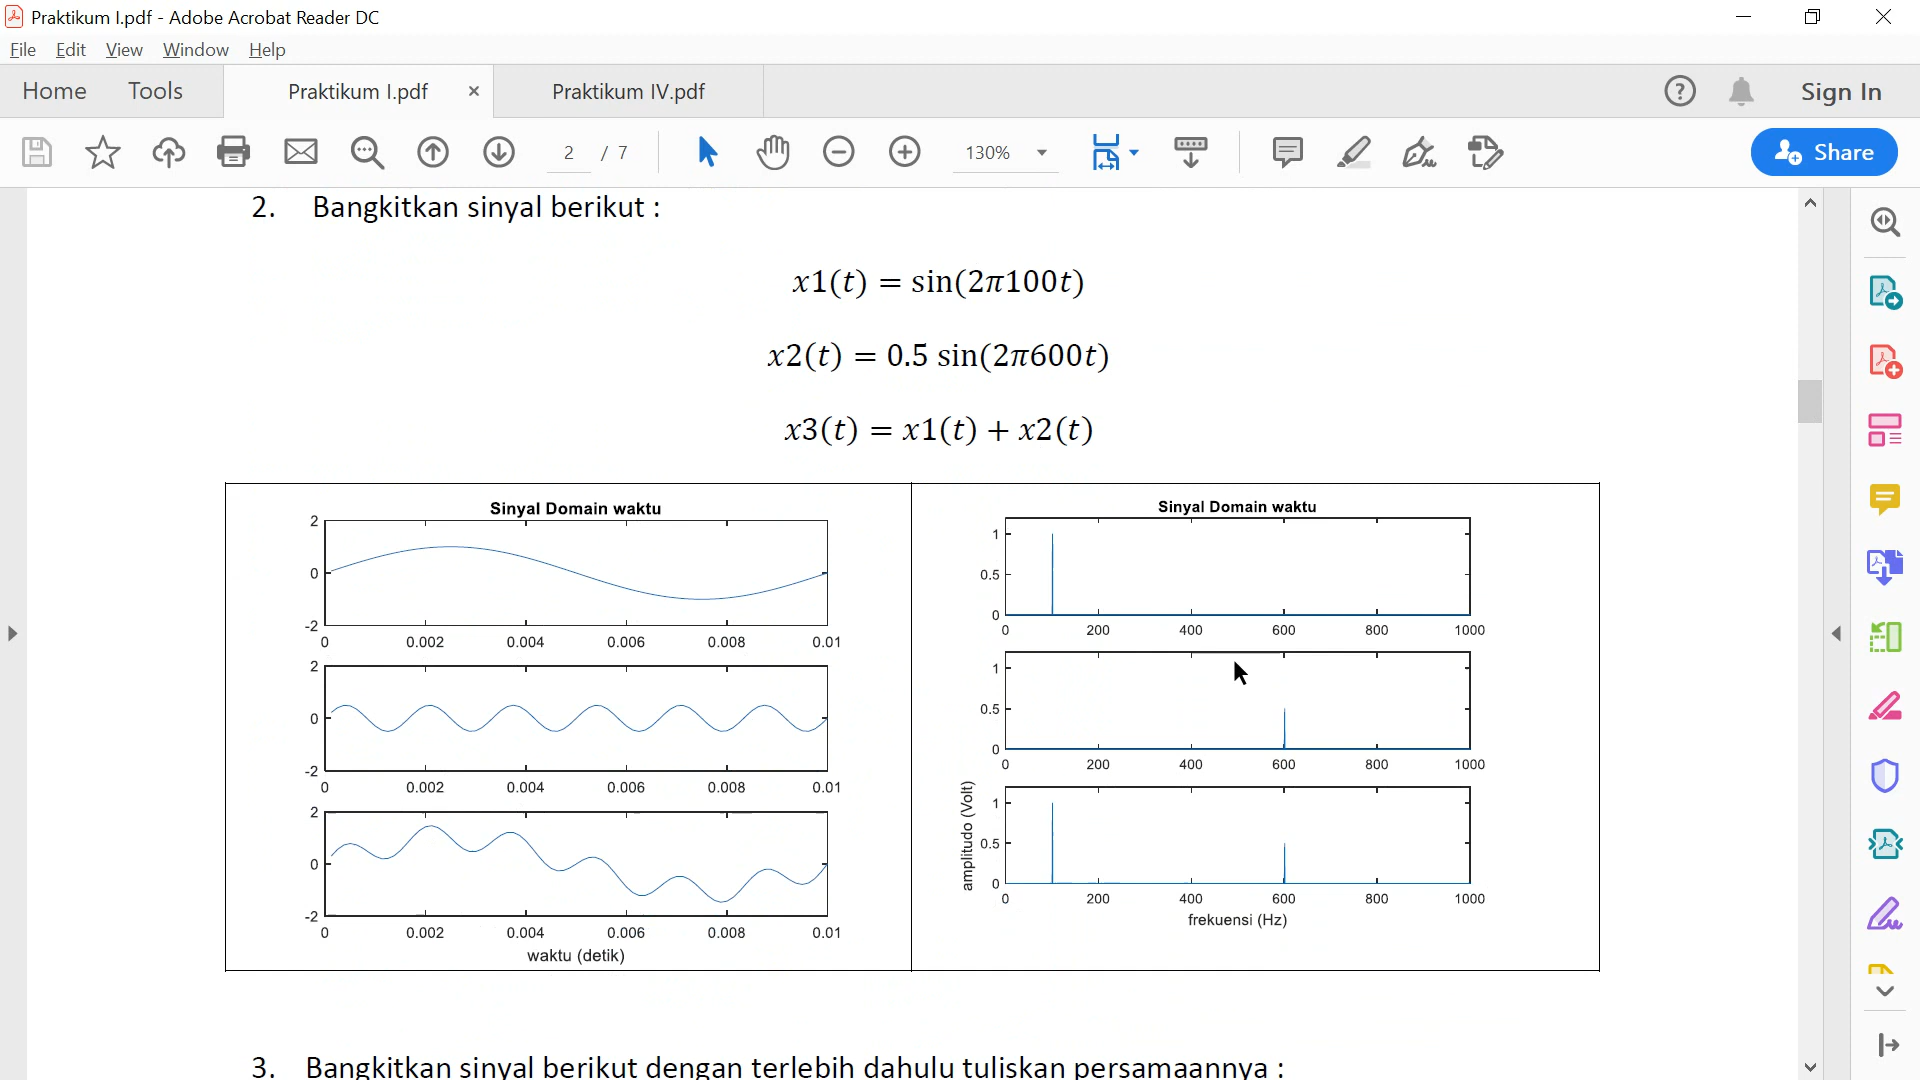 Praktikum I.pdf - Adobe Acrobat Reader DC
File Edit View Window Help
Home Tools Praktikum I.pdf × Praktikum IV.pdf Sign In
2 / 7 130% Share
2. Bangkitkan sinyal berikut :
x1(t) = sin(2π100t)
x2(t) = 0.5 sin(2π600t)
x3(t) = x1(t) + x2(t)
Sinyal Domain waktu
2
0
-2
0 0.002 0.004 0.006 0.008 0.01
2
0
-2
0 0.002 0.004 0.006 0.008 0.01
2
0
-2
0 0.002 0.004 0.006 0.008 0.01
waktu (detik)
Sinyal Domain waktu
1
0.5
0
0 200 400 600 800 1000
1
0.5
0
0 200 400 600 800 1000
amplitudo (Volt)
1
0.5
0
0 200 400 600 800 1000
frekuensi (Hz)
3. Bangkitkan sinyal berikut dengan terlebih dahulu tuliskan persamaannya :